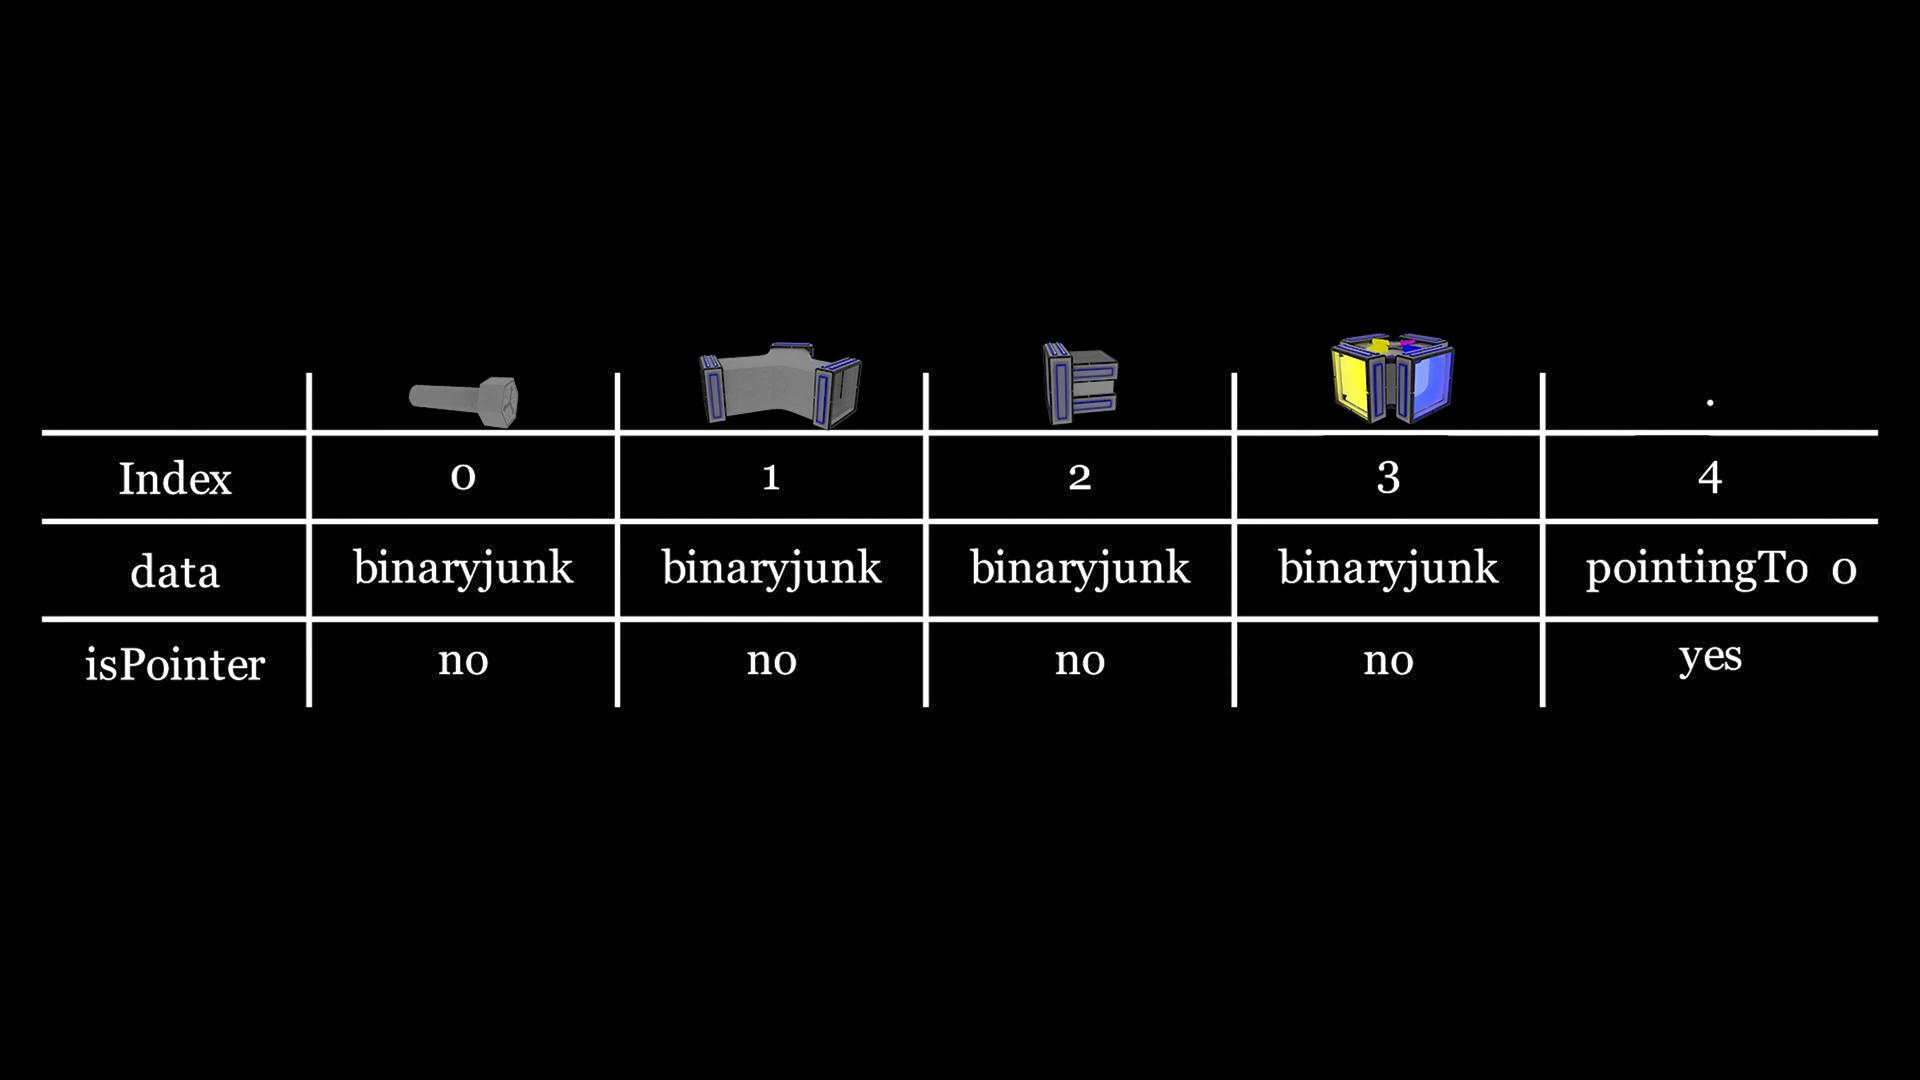 Index 0 1 2 3 4
data binaryjunk binaryjunk binaryjunk binaryjunk pointingTo 0
isPointer no no no no yes